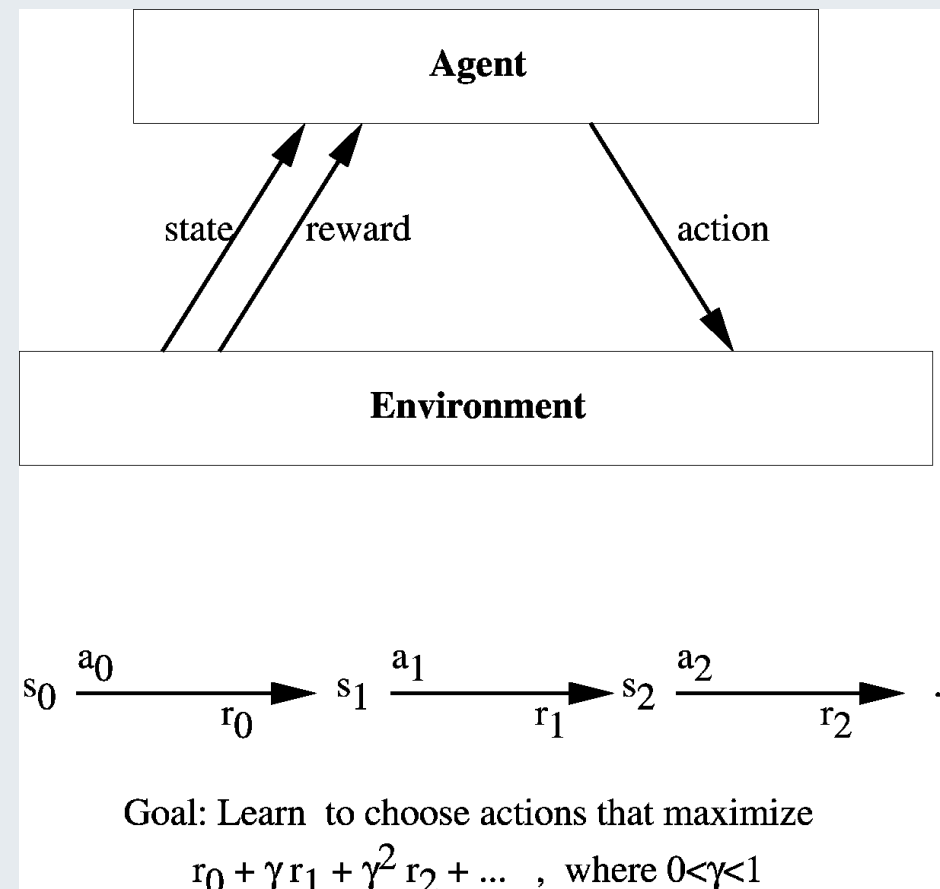 Agent
state reward action
Environment
a0 a1 a2
s0 s1 s2 .
r0 r1 r2
Goal: Learn to choose actions that maximize
r0 + γ r1 + γ² r2 + ... , where 0<γ<1